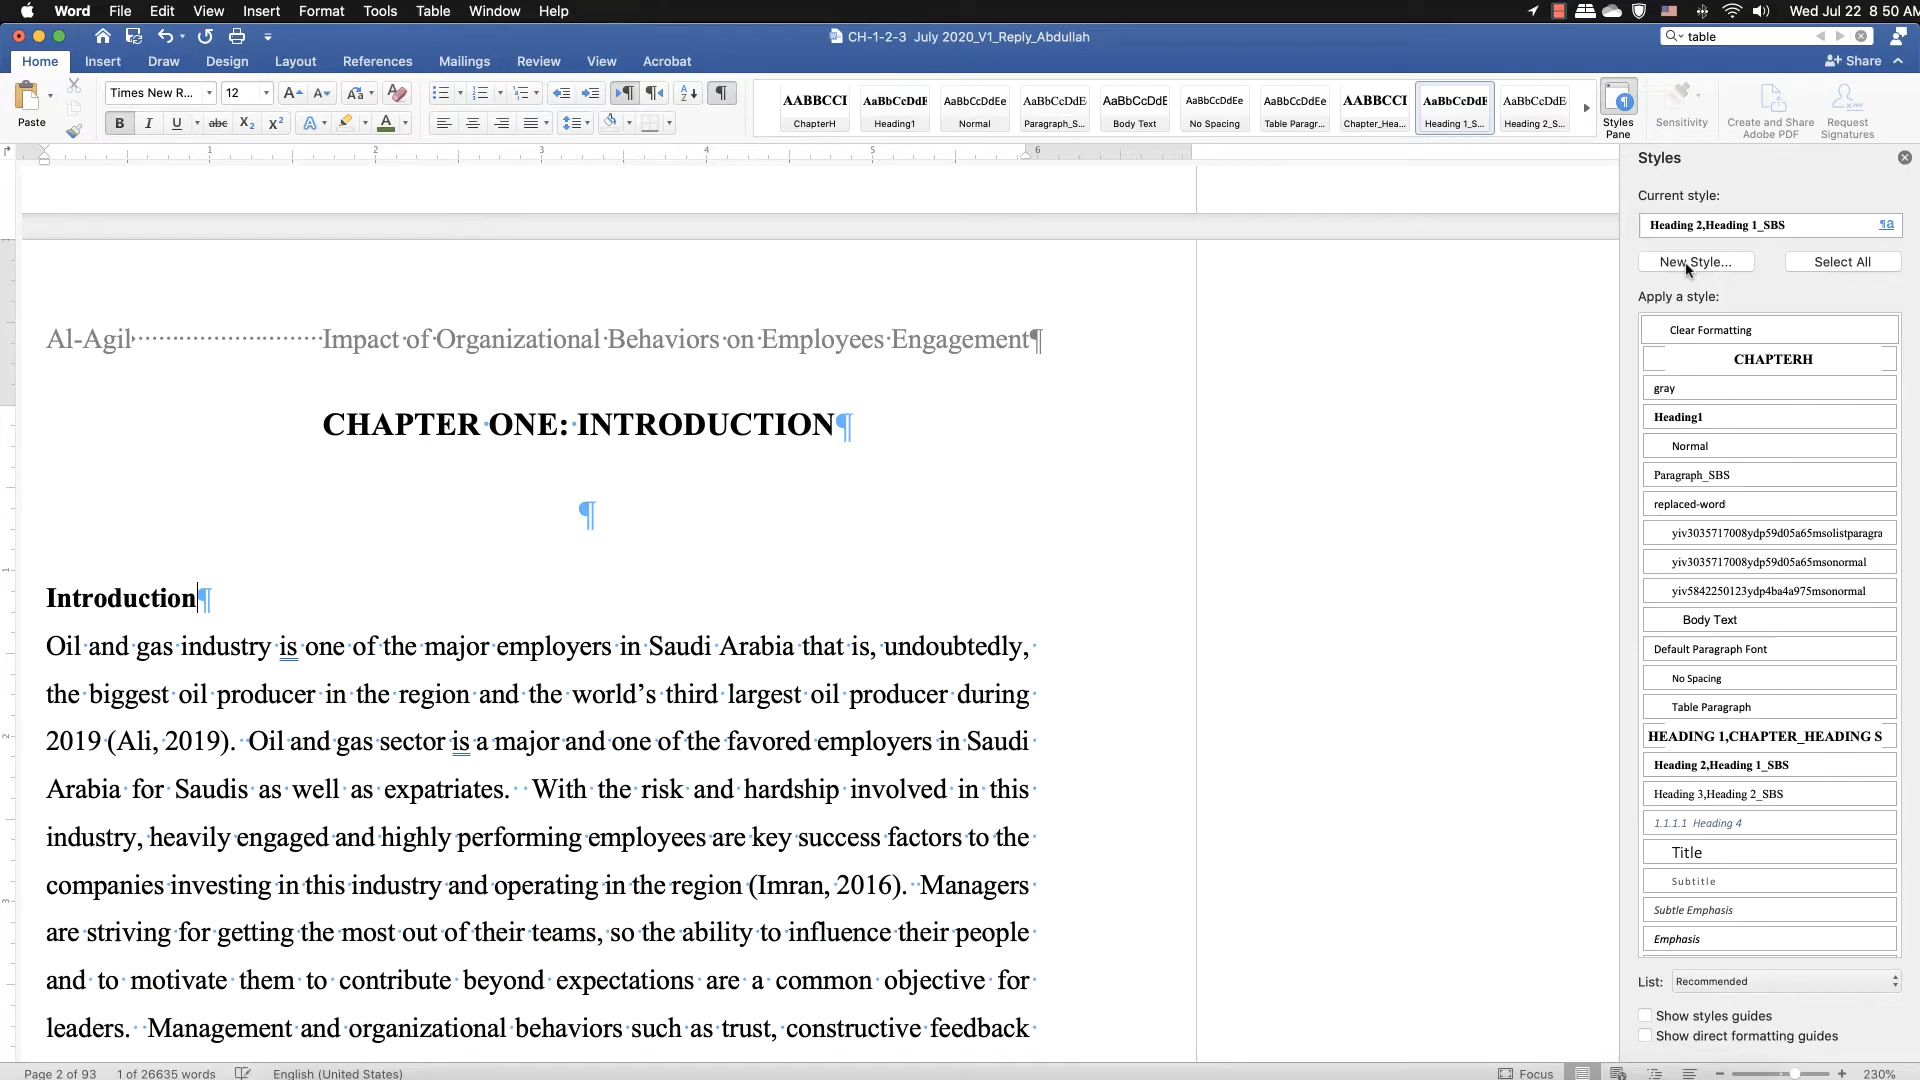 Word File Edit View Insert Format Tools Table Window Help
Wed Jul 22 8 50 AM
CH-1-2-3 July 2020_V1_Reply_Abdullah
table
Home Insert Draw Design Layout References Mailings Review View Acrobat
Share
Paste
Times New R... 12
AABBCCI AaBbCcDdE AaBbCcDdEe AaBbCcDdE AaBbCcDdE AaBbCcDdEe AaBbCcDdEe AABBCCI AaBbCcDdE AaBbCcDdE
ChapterH Heading1 Normal Paragraph_S... Body Text No Spacing Table Paragr... Chapter_Hea... Heading 1_S... Heading 2_S...
Styles Pane
Sensitivity
Create and Share Adobe PDF
Request Signatures
B I U abc X2 X2 A A
1 2 3 4 5 6
Al-Agil Impact of Organizational Behaviors on Employees Engagement¶
CHAPTER ONE: INTRODUCTION¶
¶
Introduction¶
Oil and gas industry is one of the major employers in Saudi Arabia that is, undoubtedly,
the biggest oil producer in the region and the world’s third largest oil producer during
2019 (Ali, 2019). Oil and gas sector is a major and one of the favored employers in Saudi
Arabia for Saudis as well as expatriates. With the risk and hardship involved in this
industry, heavily engaged and highly performing employees are key success factors to the
companies investing in this industry and operating in the region (Imran, 2016). Managers
are striving for getting the most out of their teams, so the ability to influence their people
and to motivate them to contribute beyond expectations are a common objective for
leaders. Management and organizational behaviors such as trust, constructive feedback
Styles
Current style:
Heading 2,Heading 1_SBS
New Style... Select All
Apply a style:
Clear Formatting
CHAPTERH
gray
Heading1
Normal
Paragraph_SBS
replaced-word
yiv3035717008ydp59d05a65msolistparagra
yiv3035717008ydp59d05a65msonormal
yiv5842250123ydp4ba4a975msonormal
Body Text
Default Paragraph Font
No Spacing
Table Paragraph
HEADING 1,CHAPTER_HEADING S
Heading 2,Heading 1_SBS
Heading 3,Heading 2_SBS
1.1.1.1 Heading 4
Title
Subtitle
Subtle Emphasis
Emphasis
List: Recommended
Show styles guides
Show direct formatting guides
Page 2 of 93 1 of 26635 words English (United States)
Focus 230%